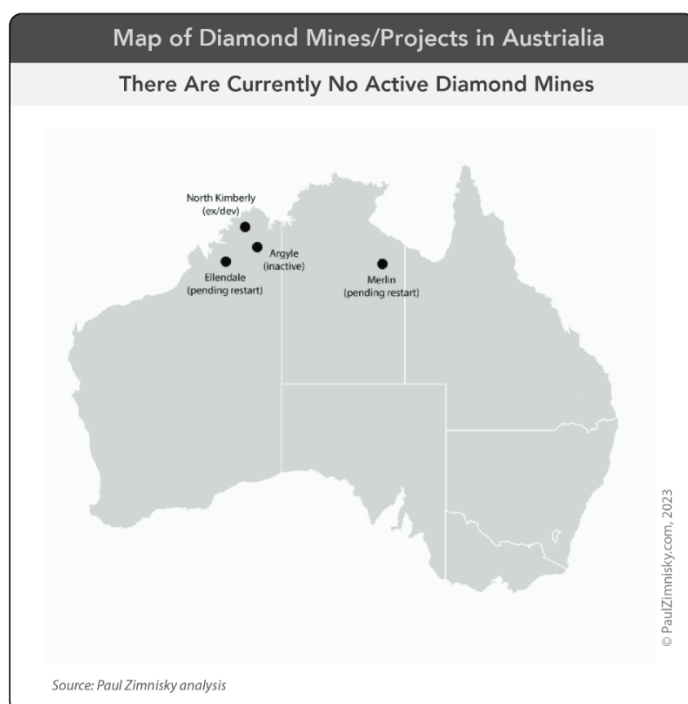 Map of Diamond Mines/Projects in Austrialia
There Are Currently No Active Diamond Mines
North Kimberly
(ex/dev)
Argyle
(inactive)
Ellendale
(pending restart)
Merlin
(pending restart)
© PaulZimnisky.com, 2023
Source: Paul Zimnisky analysis